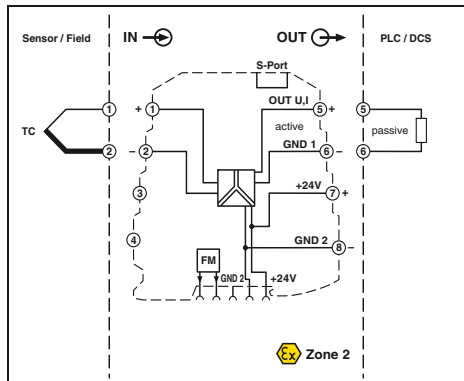 Sensor / Field IN OUT PLC / DCS
S-Port
OUT U,I
1 + 1 5 + 5
TC active passive
GND 1
2 – 2 6 – 6
+24V
3 7 +
GND 2
4 8 –
FM
GND 2 +24V
Ex Zone 2